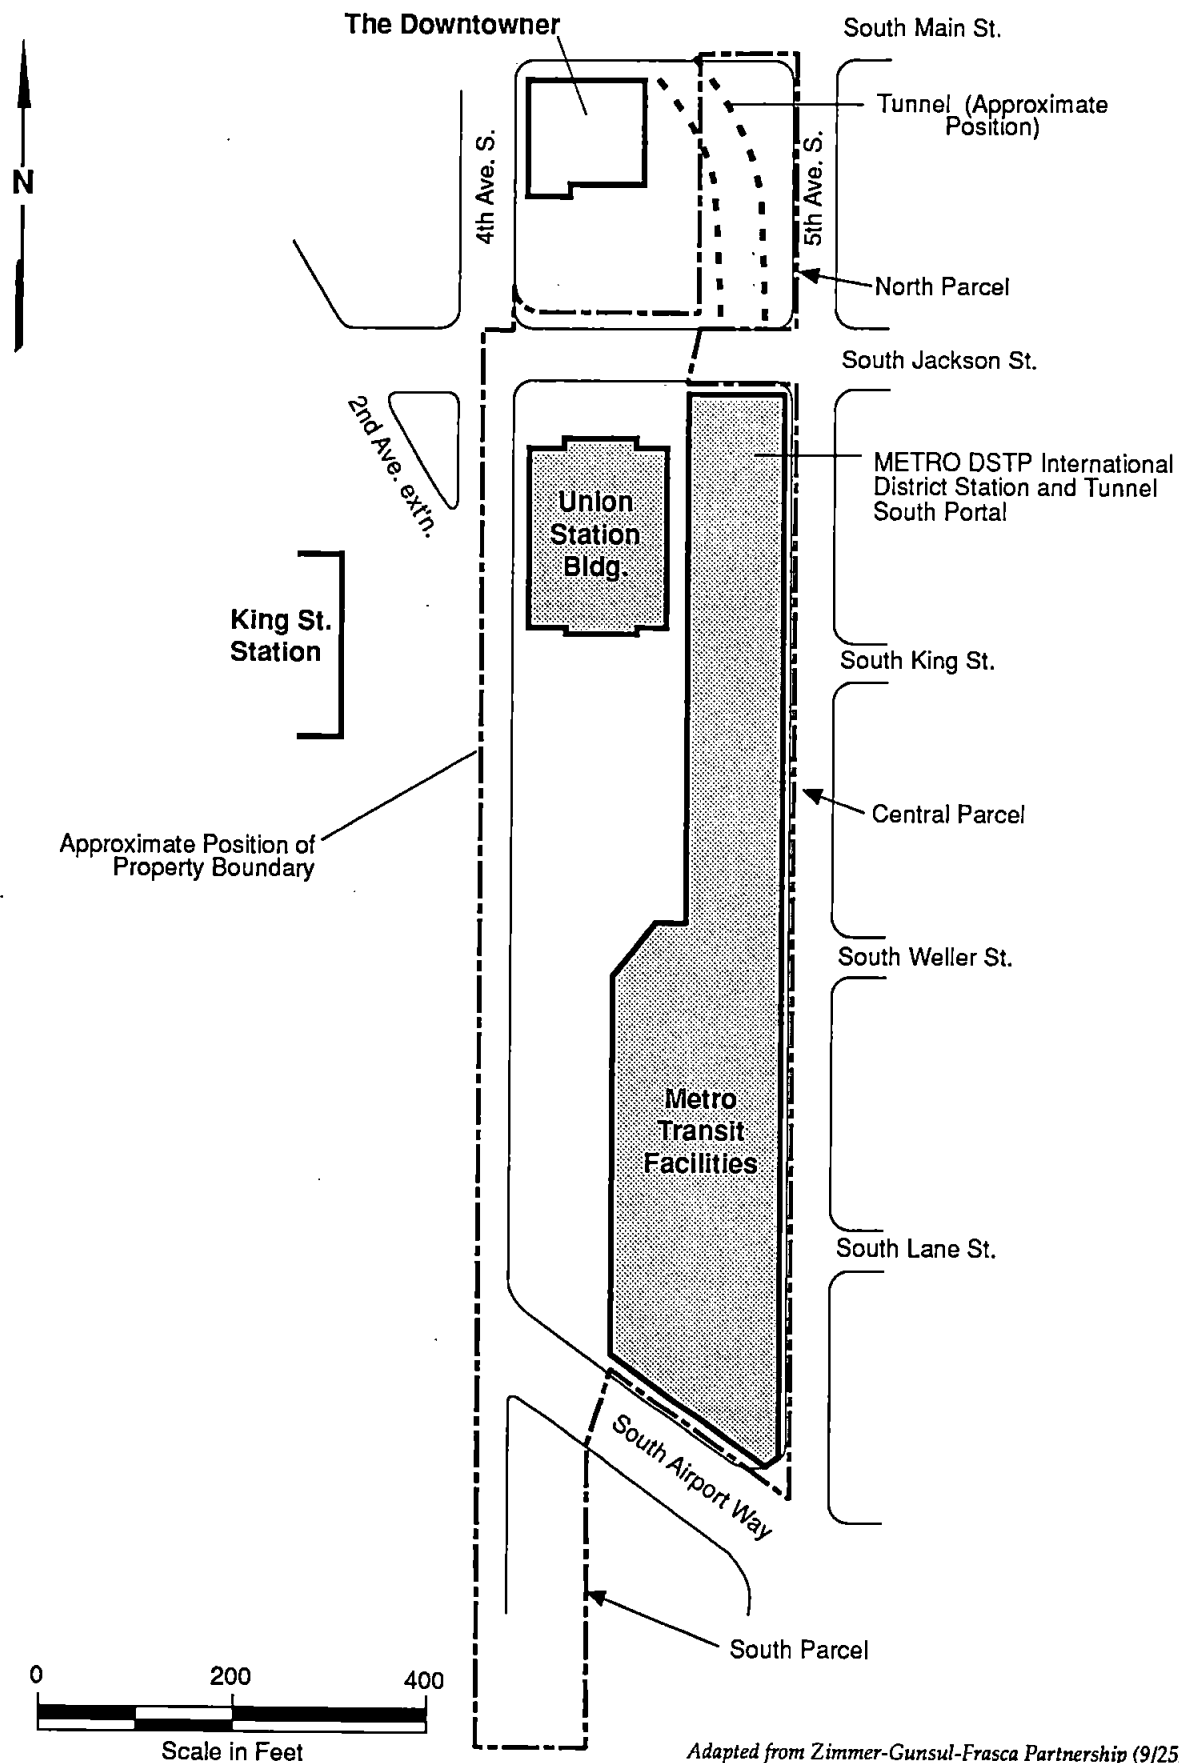 The Downtowner
South Main St.
Tunnel (Approximate
Position)
4th Ave. S.
5th Ave. S.
N
North Parcel
South Jackson St.
2nd Ave. ext'n.
METRO DSTP International
District Station and Tunnel
South Portal
Union
Station
Bldg.
King St.
Station
South King St.
Central Parcel
Approximate Position of
Property Boundary
South Weller St.
Metro
Transit
Facilities
South Lane St.
South Airport Way
South Parcel
0 200 400
Scale in Feet
Adapted from Zimmer-Gunsul-Frasca Partnership (9/25